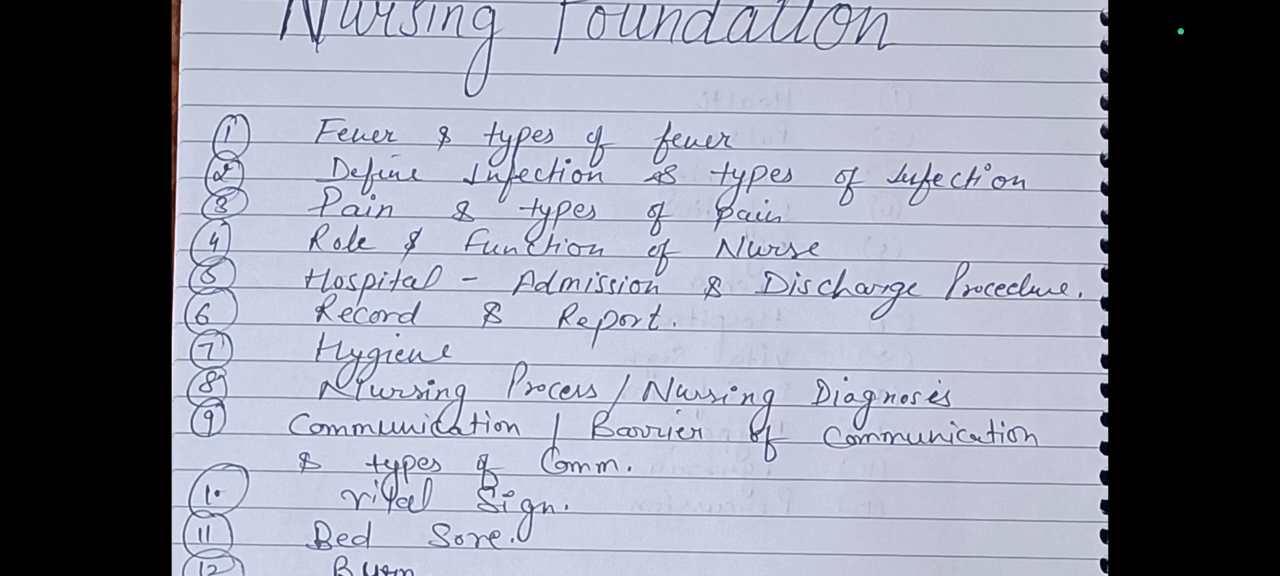 Nursing Foundation
1 Fever & types of fever
2 Define Infection & types of Infection
3 Pain & types of pain
4 Role & Function of Nurse
5 Hospital - Admission & Discharge Procedure.
6 Record & Report.
7 Hygiene
8 Nursing Process / Nursing Diagnosis
9 Communication / Barrier of Communication
& types of Comm.
10 Vital Sign.
11 Bed Sore.
12 Burn